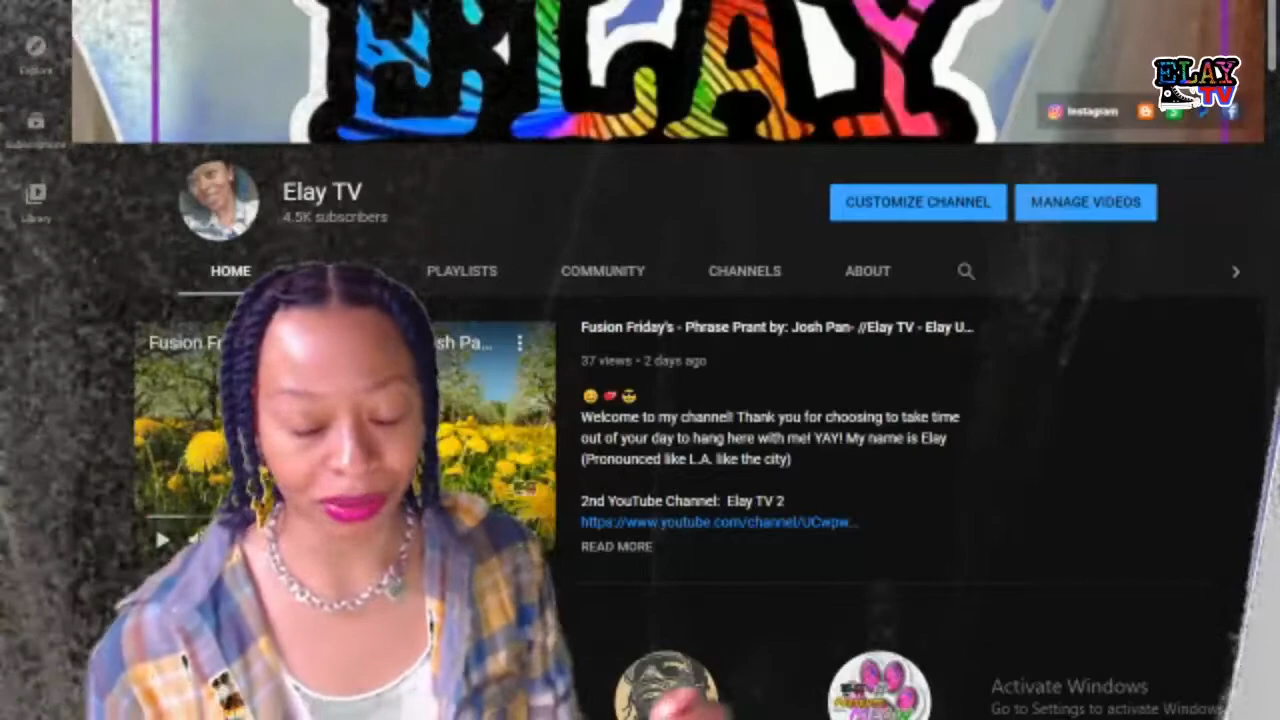 ELAY
ELAY
TV
Instagram
Explore
Subscriptions
Library
Elay TV
4.5K subscribers
CUSTOMIZE CHANNEL
MANAGE VIDEOS
HOME
PLAYLISTS
COMMUNITY
CHANNELS
ABOUT
Fusion Fr
sh Pa...
Fusion Friday's - Phrase Prant by: Josh Pan- //Elay TV - Elay U...
37 views • 2 days ago
😄 💋 😎
Welcome to my channel! Thank you for choosing to take time
out of your day to hang here with me! YAY! My name is Elay
(Pronounced like L.A. like the city)
2nd YouTube Channel: Elay TV 2
https://www.youtube.com/channel/UCwpw...
READ MORE
Activate Windows
Go to Settings to activate Windows